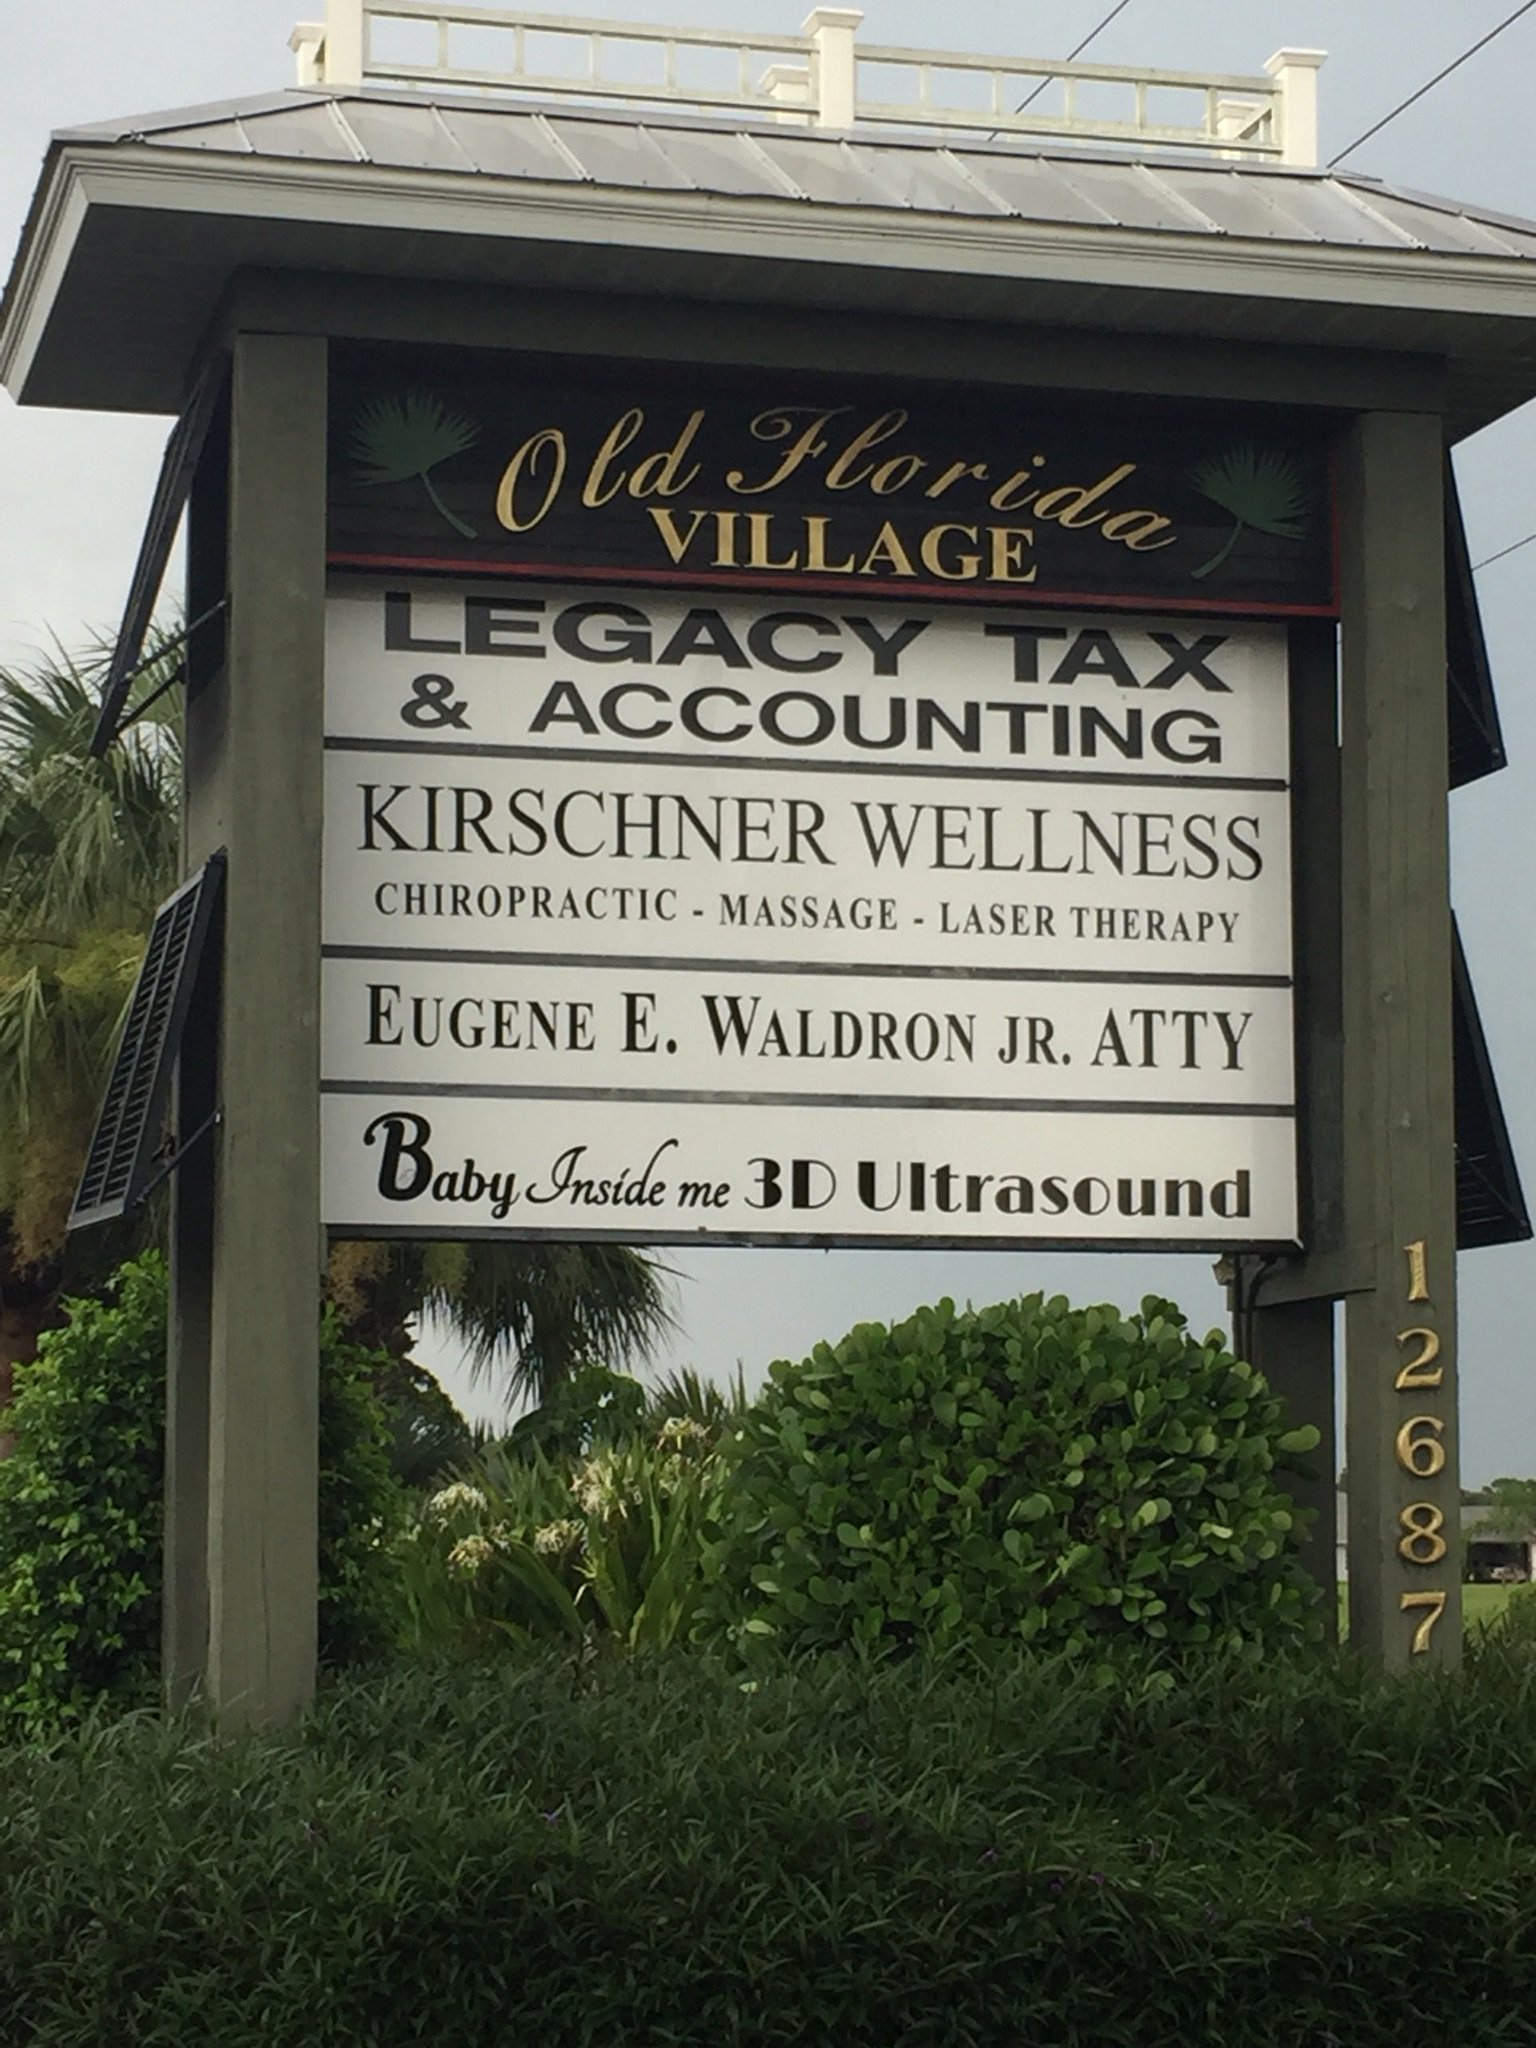 Old Florida
VILLAGE
LEGACY TAX
& ACCOUNTING
KIRSCHNER WELLNESS
CHIROPRACTIC - MASSAGE - LASER THERAPY
EUGENE E. WALDRON JR. ATTY
Baby Inside me 3D Ultrasound
12687